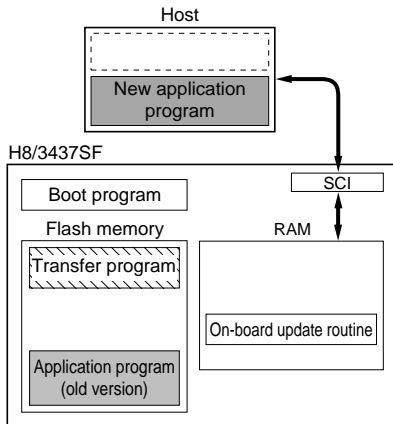 Host
New application
program
H8/3437SF
SCI
Boot program
Flash memory
RAM
Transfer program
On-board update routine
Application program
(old version)